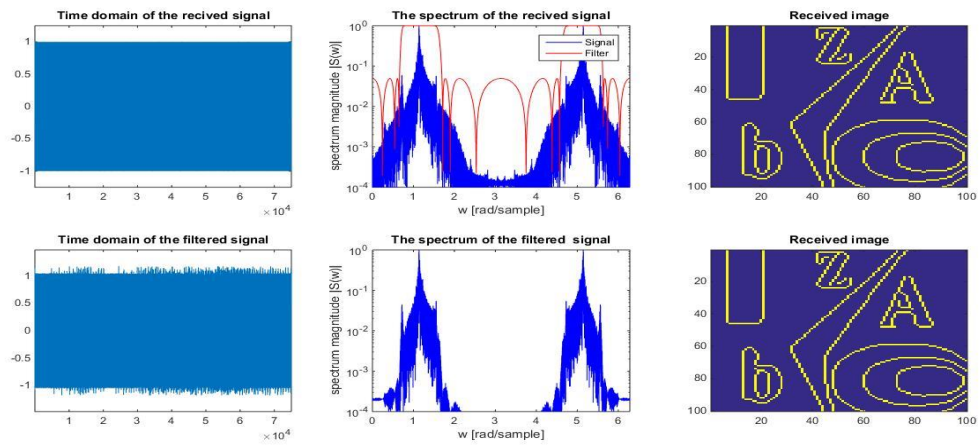 Time domain of the recived signal
1
0.5
0
-0.5
-1
1 2 3 4 5 6 7
× 10⁴
The spectrum of the recived signal
spectrum magnitude |S(w)|
10⁰
10⁻¹
10⁻²
10⁻³
10⁻⁴
Signal
Filter
0 1 2 3 4 5 6
w [rad/sample]
Received image
20
40
60
80
100
z
A
b
20 40 60 80 100
Time domain of the filtered signal
1
0.5
0
-0.5
-1
1 2 3 4 5 6 7
× 10⁴
The spectrum of the filtered signal
spectrum magnitude |S(w)|
10⁰
10⁻¹
10⁻²
10⁻³
10⁻⁴
0 1 2 3 4 5 6
w [rad/sample]
Received image
20
40
60
80
100
z
A
b
20 40 60 80 100